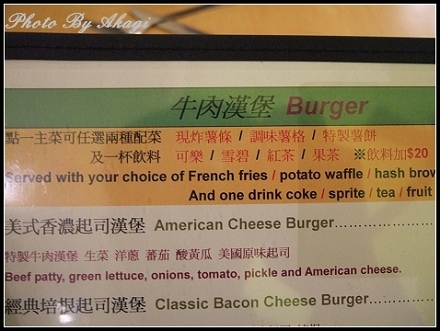 Photo By Akagi
牛肉漢堡 Burger
點一主菜可任選兩種配菜 現炸薯條 / 調味薯格 / 特製薯餅
及一杯飲料 可樂 / 雪碧 / 紅茶 / 果茶 ※飲料加$20
Served with your choice of French fries / potato waffle / hash brow
And one drink coke / sprite / tea / fruit
美式香濃起司漢堡 American Cheese Burger
特製牛肉漢堡 生菜 洋蔥 蕃茄 酸黃瓜 美國原味起司
Beef patty, green lettuce, onions, tomato, pickle and American cheese.
經典培根起司漢堡 Classic Bacon Cheese Burger